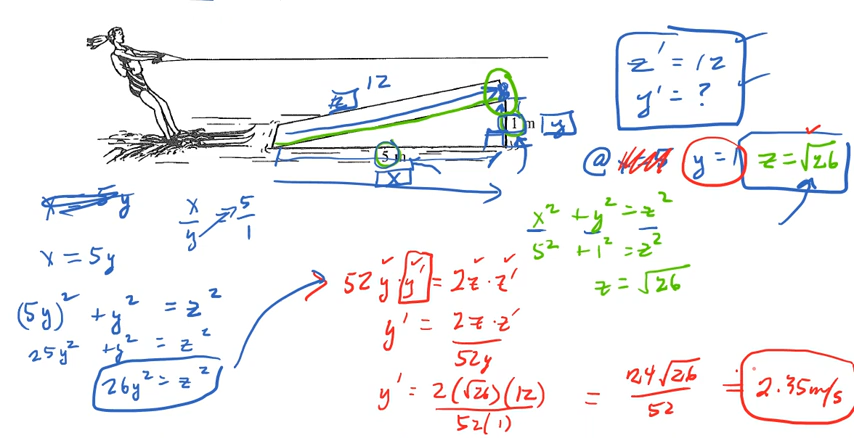 z' = 12
y' = ?
z 12
1 m y
5 m
x
@ y = 1 z = √26
x = 5y
x/y = 5/1
x = 5y
(5y)² + y² = z²
25y² + y² = z²
26y² = z²
x² + y² = z²
5² + 1² = z²
z = √26
52y · y' = 2z · z'
y' = 2z · z' / 52y
y' = 2(√26)(12) / 52(1) = 24√26 / 52 = 2.35 m/s